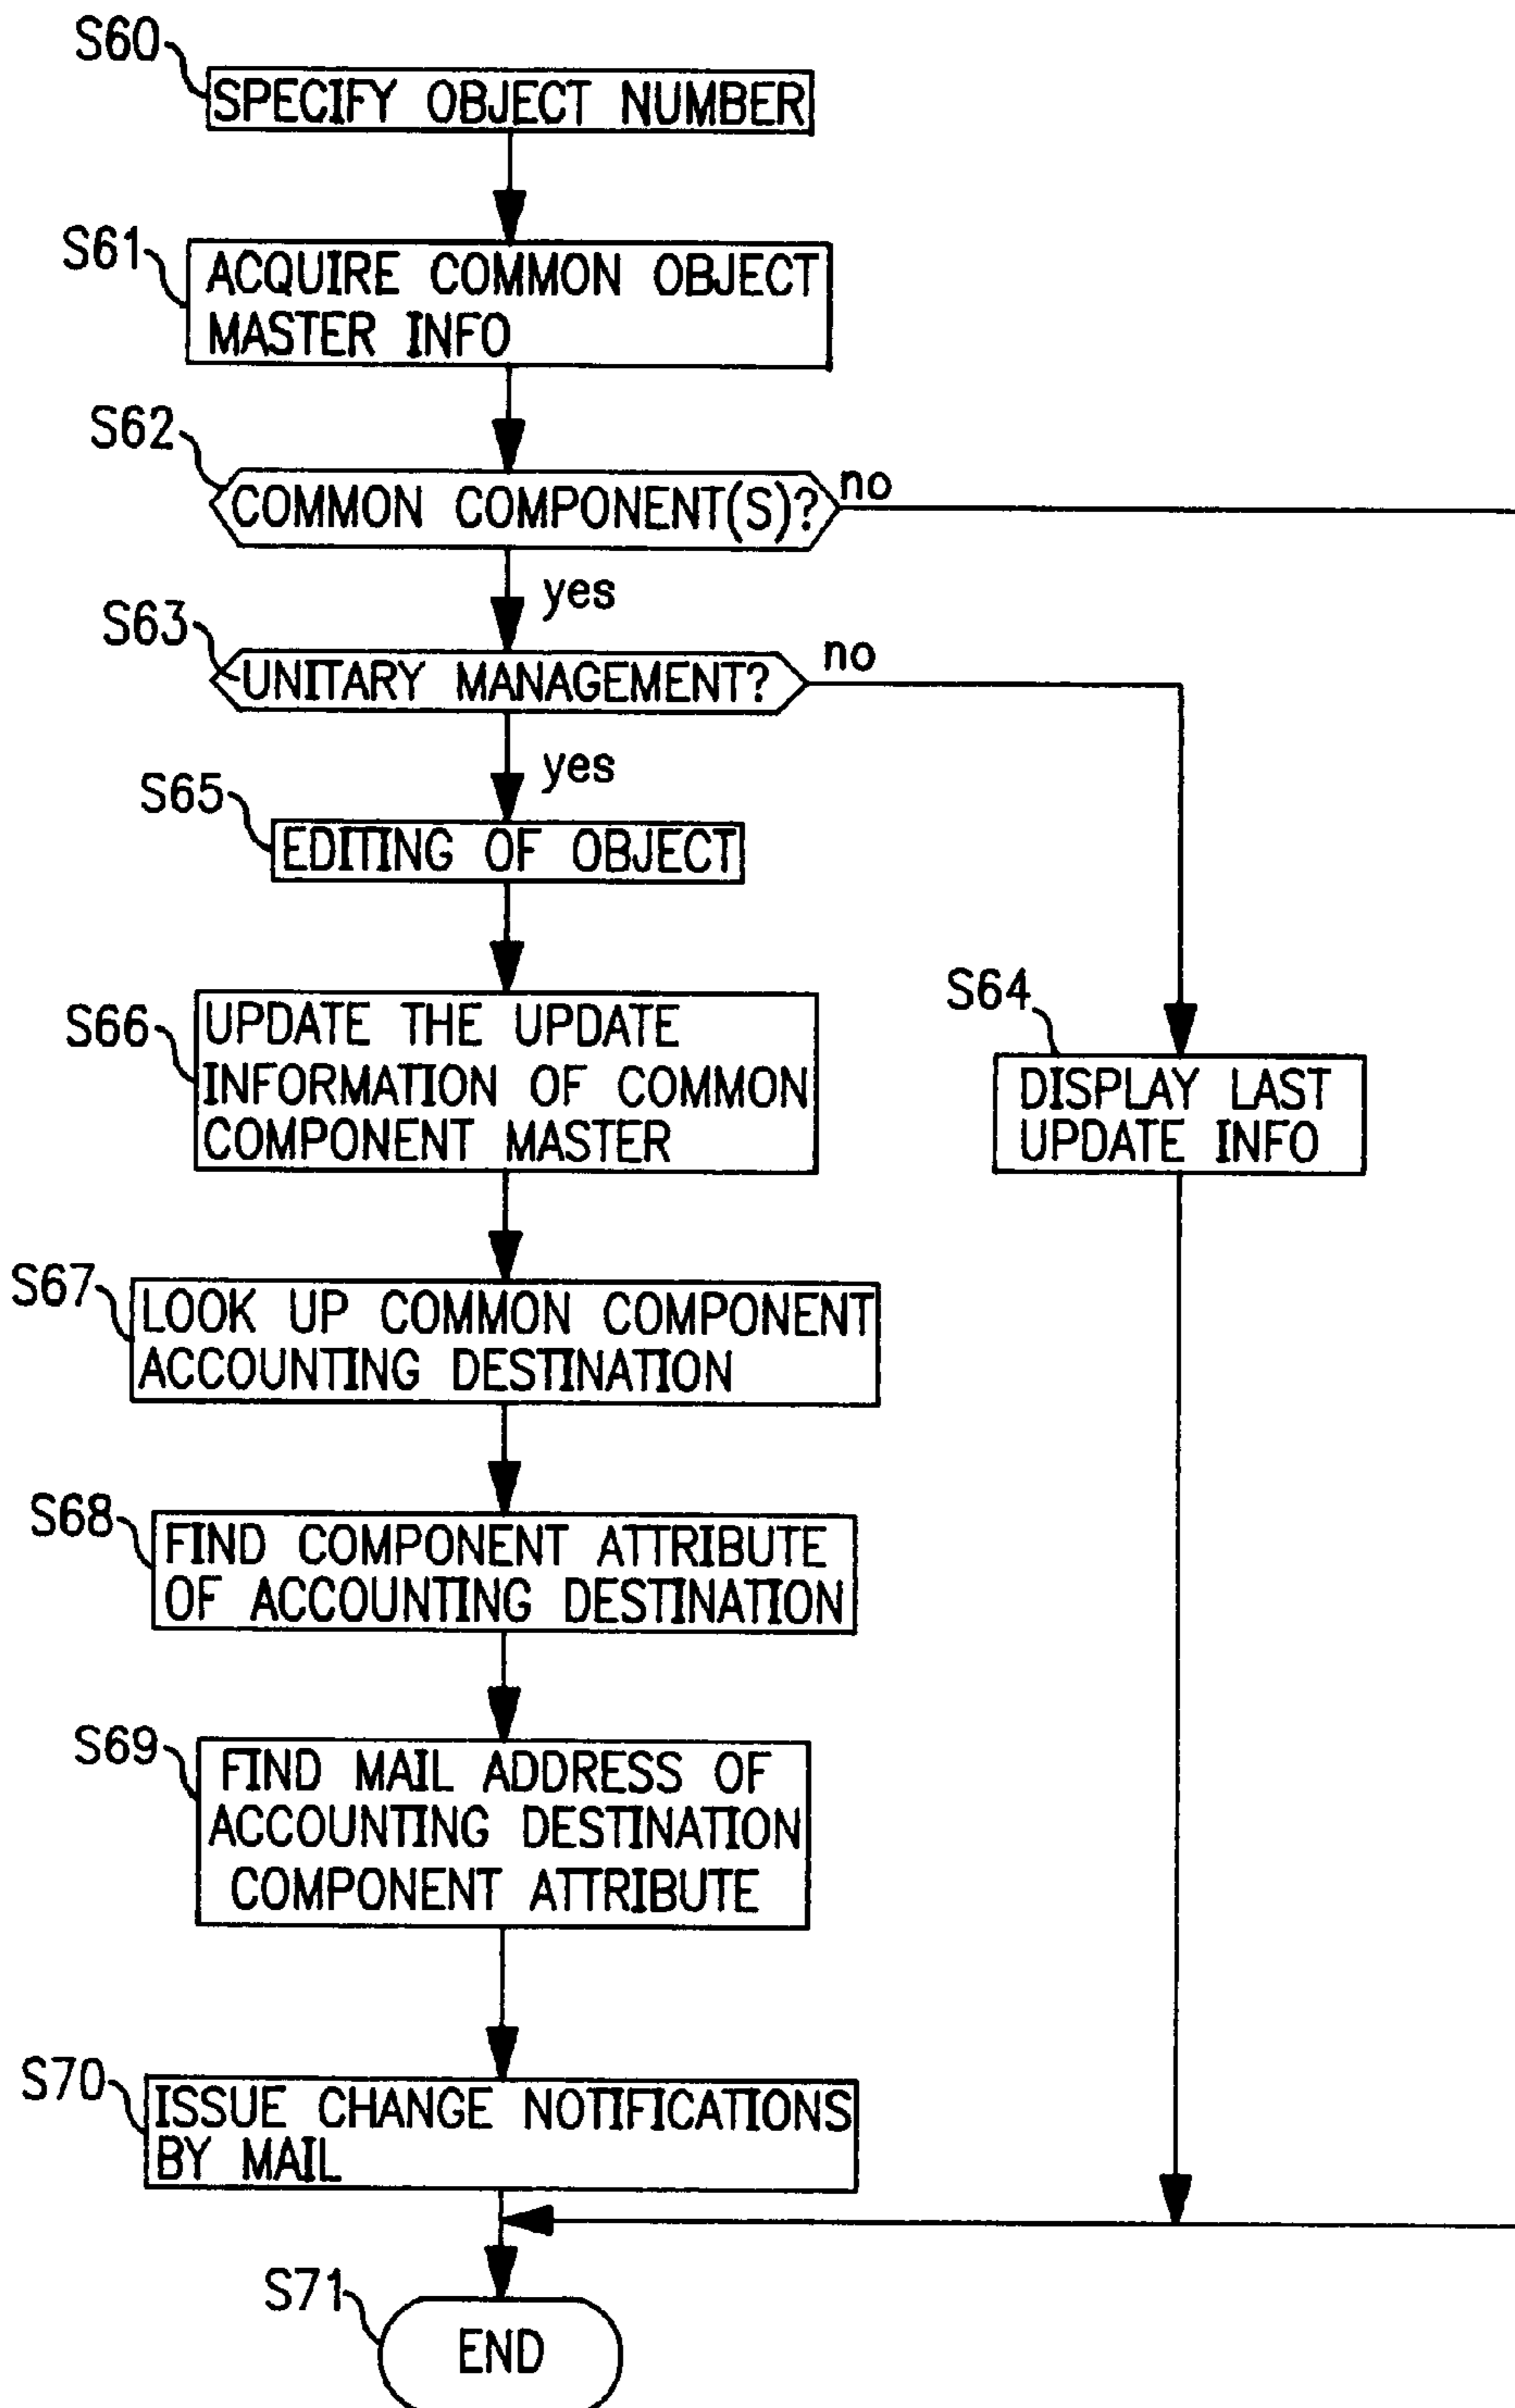 S60
SPECIFY OBJECT NUMBER
S61
ACQUIRE COMMON OBJECT
MASTER INFO
S62
COMMON COMPONENT(S)?
no
yes
S63
UNITARY MANAGEMENT?
no
yes
S65
EDITING OF OBJECT
S66
UPDATE THE UPDATE
INFORMATION OF COMMON
COMPONENT MASTER
S64
DISPLAY LAST
UPDATE INFO
S67
LOOK UP COMMON COMPONENT
ACCOUNTING DESTINATION
S68
FIND COMPONENT ATTRIBUTE
OF ACCOUNTING DESTINATION
S69
FIND MAIL ADDRESS OF
ACCOUNTING DESTINATION
COMPONENT ATTRIBUTE
S70
ISSUE CHANGE NOTIFICATIONS
BY MAIL
S71
END